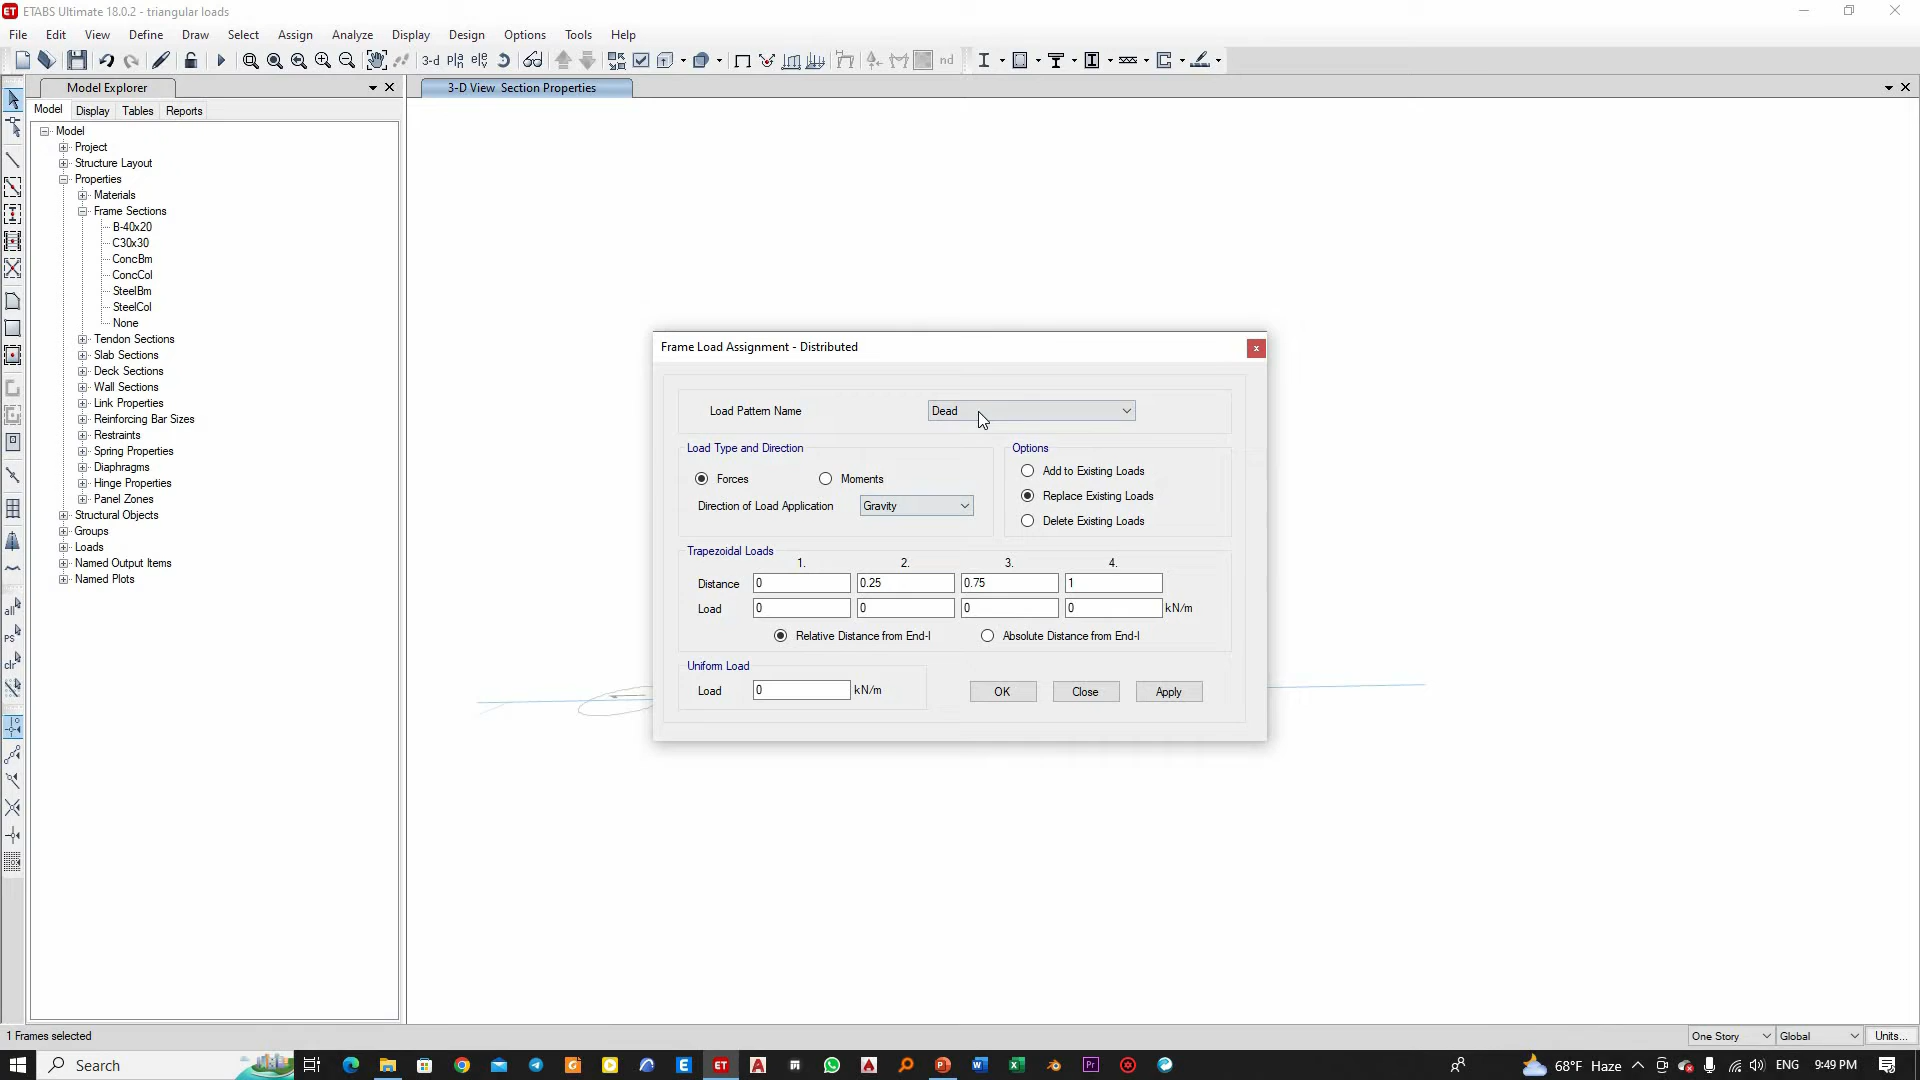 ETABS Ultimate 18.0.2 - triangular loads
File Edit View Define Draw Select Assign Analyze Display Design Options Tools Help
3-d
nd
Model Explorer
3-D View Section Properties
Model Display Tables Reports
Model
Project
Structure Layout
Properties
Materials
Frame Sections
B-40x20
C30x30
ConcBm
ConcCol
SteelBm
SteelCol
None
Tendon Sections
Slab Sections
Deck Sections
Wall Sections
Link Properties
Reinforcing Bar Sizes
Restraints
Spring Properties
Diaphragms
Hinge Properties
Panel Zones
Structural Objects
Groups
Loads
Named Output Items
Named Plots
all
PS
clr
Frame Load Assignment - Distributed
Load Pattern Name
Dead
Load Type and Direction
Forces
Moments
Direction of Load Application
Gravity
Options
Add to Existing Loads
Replace Existing Loads
Delete Existing Loads
Trapezoidal Loads
1. 2. 3. 4.
Distance 0 0.25 0.75 1
Load 0 0 0 0 kN/m
Relative Distance from End-I
Absolute Distance from End-I
Uniform Load
Load 0 kN/m
OK Close Apply
1 Frames selected
One Story Global Units...
Search
68°F Haze
ENG 9:49 PM